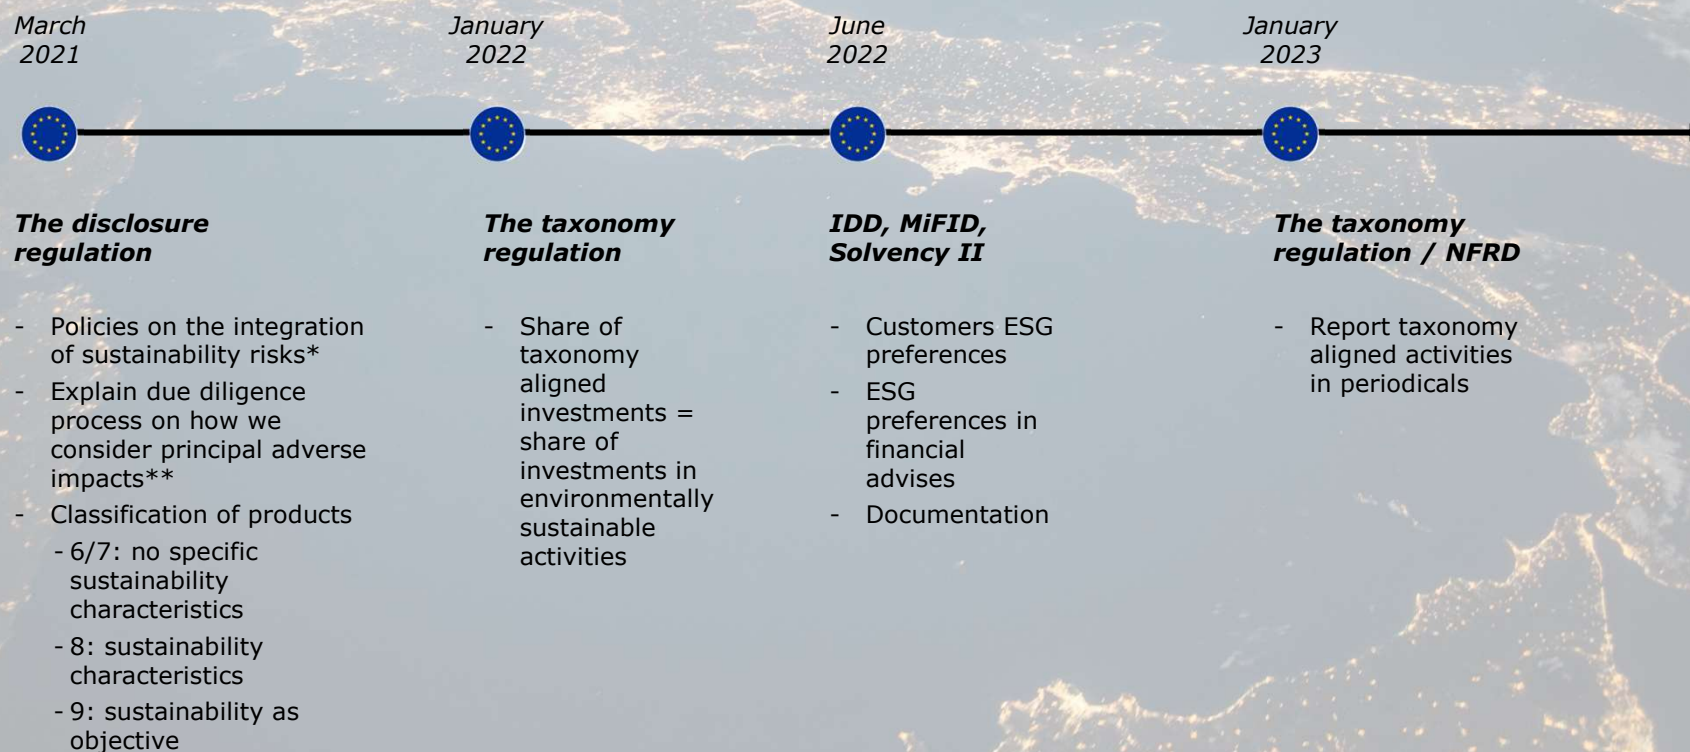 March
2021
January
2022
June
2022
January
2023
The disclosure
regulation
- Policies on the integration
of sustainability risks*
- Explain due diligence
process on how we
consider principal adverse
impacts**
- Classification of products
- 6/7: no specific
sustainability
characteristics
- 8: sustainability
characteristics
- 9: sustainability as
objective
The taxonomy
regulation
- Share of
taxonomy
aligned
investments =
share of
investments in
environmentally
sustainable
activities
IDD, MiFID,
Solvency II
- Customers ESG
preferences
- ESG
preferences in
financial
advises
- Documentation
The taxonomy
regulation / NFRD
- Report taxonomy
aligned activities
in periodicals